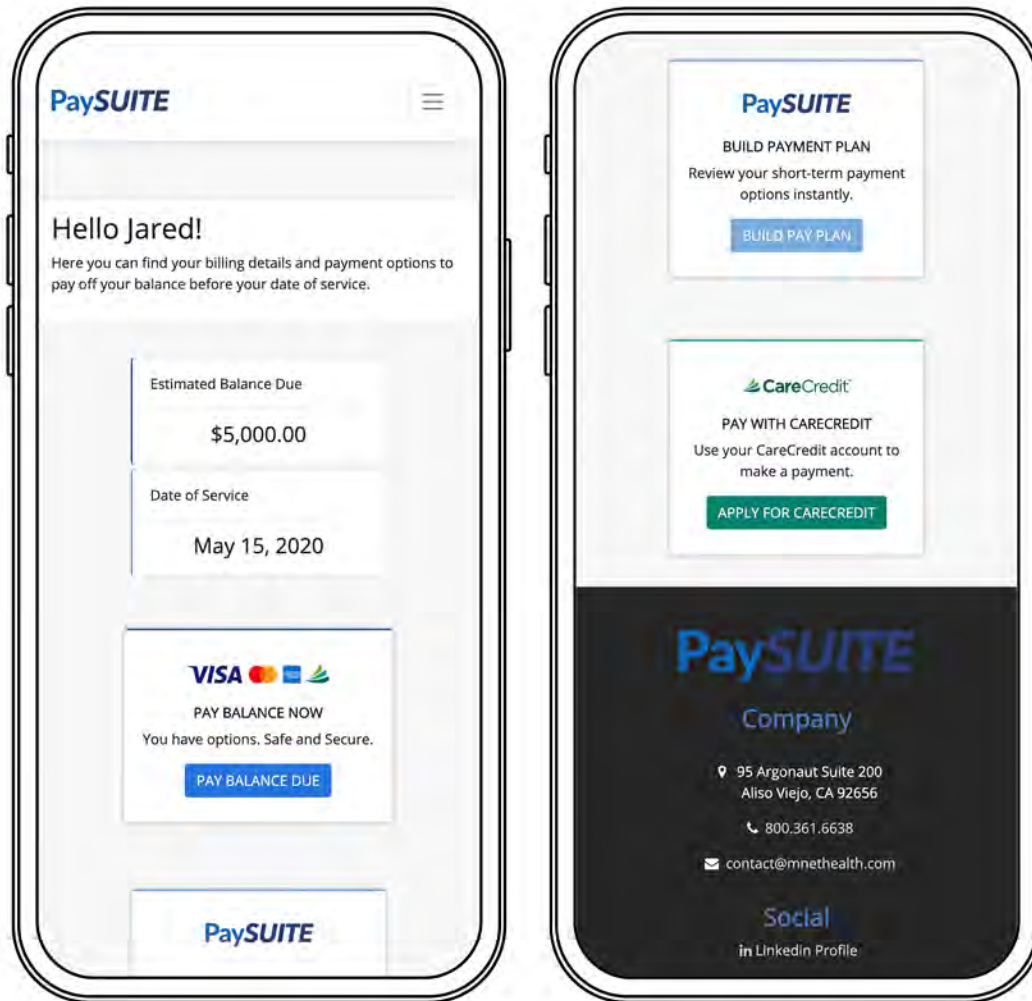 PaySUITE
Hello Jared!
Here you can find your billing details and payment options to
pay off your balance before your date of service.
Estimated Balance Due
$5,000.00
Date of Service
May 15, 2020
VISA
PAY BALANCE NOW
You have options. Safe and Secure.
PAY BALANCE DUE
PaySUITE
PaySUITE
BUILD PAYMENT PLAN
Review your short-term payment
options instantly.
BUILD PAY PLAN
CareCredit
PAY WITH CARECREDIT
Use your CareCredit account to
make a payment.
APPLY FOR CARECREDIT
PaySUITE
Company
95 Argonaut Suite 200
Aliso Viejo, CA 92656
800.361.6638
contact@mnethealth.com
Social
in Linkedin Profile